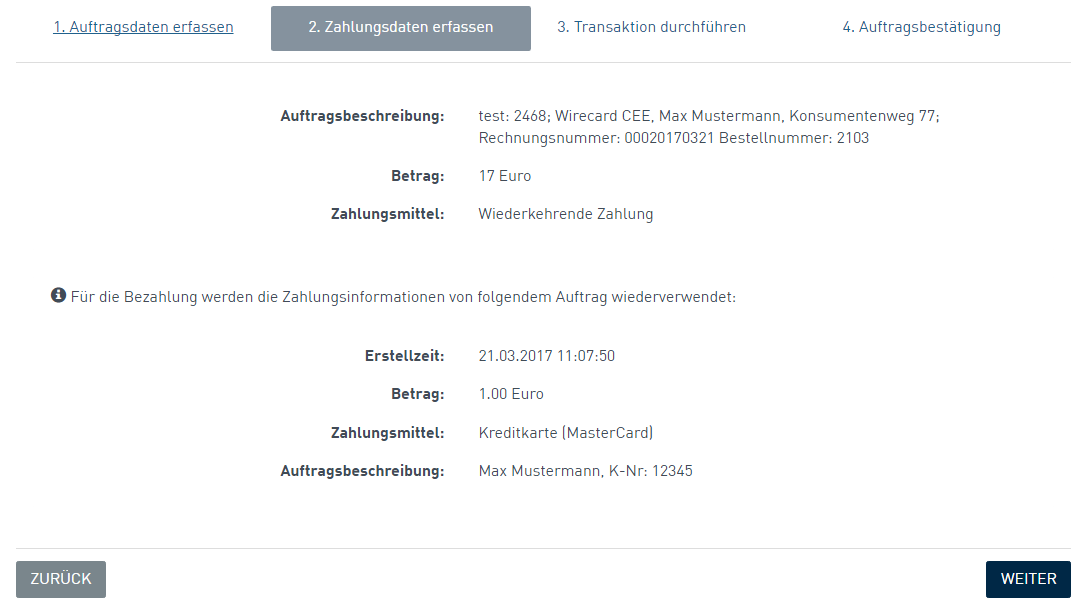 1. Auftragsdaten erfassen 2. Zahlungsdaten erfassen 3. Transaktion durchführen 4. Auftragsbestätigung
Auftragsbeschreibung: test: 2468; Wirecard CEE, Max Mustermann, Konsumentenweg 77;
Rechnungsnummer: 00020170321 Bestellnummer: 2103
Betrag: 17 Euro
Zahlungsmittel: Wiederkehrende Zahlung
Für die Bezahlung werden die Zahlungsinformationen von folgendem Auftrag wiederverwendet:
Erstellzeit: 21.03.2017 11:07:50
Betrag: 1.00 Euro
Zahlungsmittel: Kreditkarte (MasterCard)
Auftragsbeschreibung: Max Mustermann, K-Nr: 12345
ZURÜCK WEITER